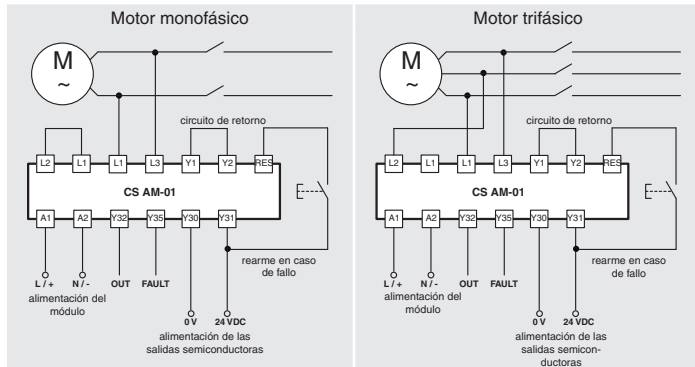 Motor monofásico
M
~
circuito de retorno
L2 L1 L1 L3 Y1 Y2 RES
CS AM-01
A1 A2 Y32 Y35 Y30 Y31
L / + N / - OUT FAULT
rearme en caso
de fallo
alimentación del
módulo
0 V 24 VDC
alimentación de las
salidas semiconductoras
Motor trifásico
M
~
circuito de retorno
L2 L1 L1 L3 Y1 Y2 RES
CS AM-01
A1 A2 Y32 Y35 Y30 Y31
L / + N / - OUT FAULT
rearme en caso
de fallo
alimentación del
módulo
0 V 24 VDC
alimentación de las
salidas semicon-
ductoras